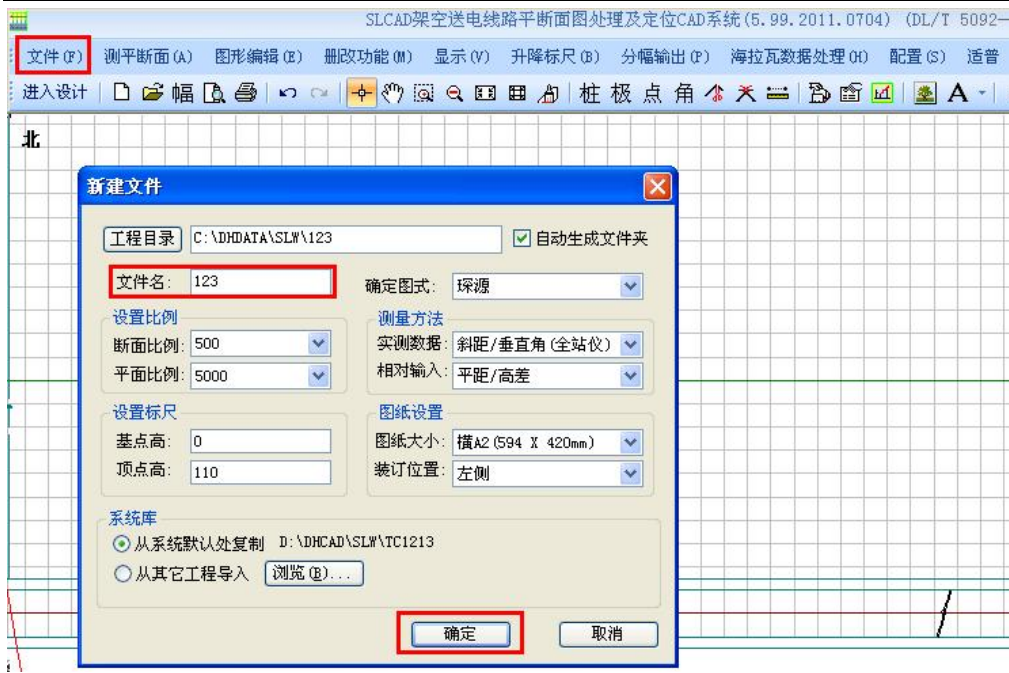 SLCAD架空送电线路平断面图处理及定位CAD系统(5.99.2011.0704) (DL/T 5092-
文件(F) 测平断面(A) 图形编辑(E) 删改功能(M) 显示(V) 升降标尺(B) 分幅输出(P) 海拉瓦数据处理(H) 配置(S) 适普
进入设计 幅 桩 极 点 角 A
北
新建文件
工程目录 C:\DHDATA\SLW\123 自动生成文件夹
文件名: 123 确定图式: 琛源
设置比例 测量方法
断面比例: 500 实测数据: 斜距/垂直角(全站仪)
平面比例: 5000 相对输入: 平距/高差
设置标尺 图纸设置
基点高: 0 图纸大小: 横A2(594 X 420mm)
顶点高: 110 装订位置: 左侧
系统库
从系统默认处复制 D:\DHCAD\SLW\TC1213
从其它工程导入 浏览(B)...
确定 取消